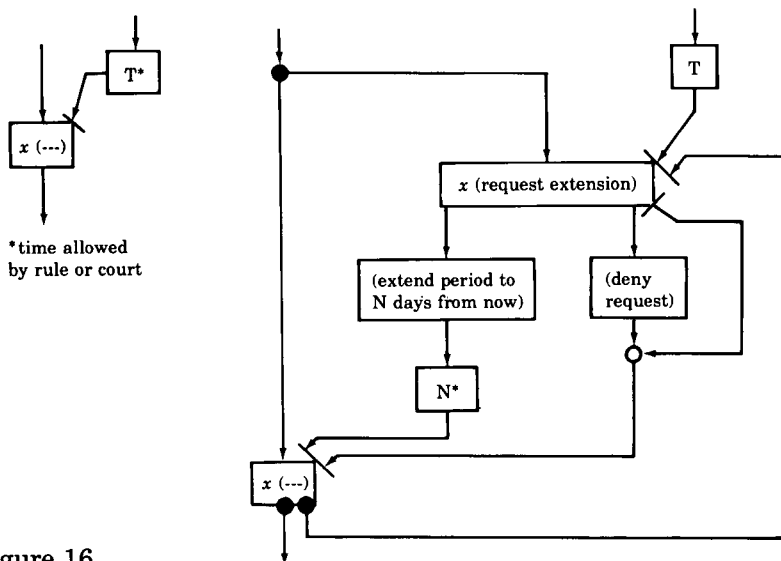 T*
x (---)
*time allowed
by rule or court
T
x (request extension)
(extend period to
N days from now)
(deny
request)
N*
x (---)
gure 16